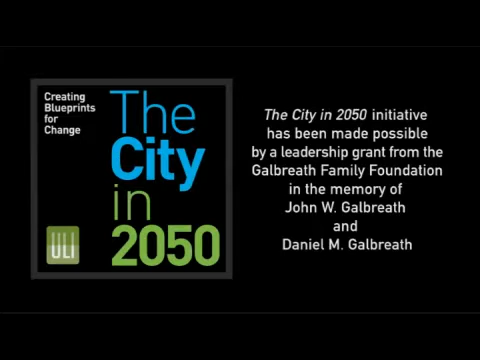 Creating
Blueprints
for
Change
The
City
in
2050
ULI
The City in 2050 initiative
has been made possible
by a leadership grant from the
Galbreath Family Foundation
in the memory of
John W. Galbreath
and
Daniel M. Galbreath